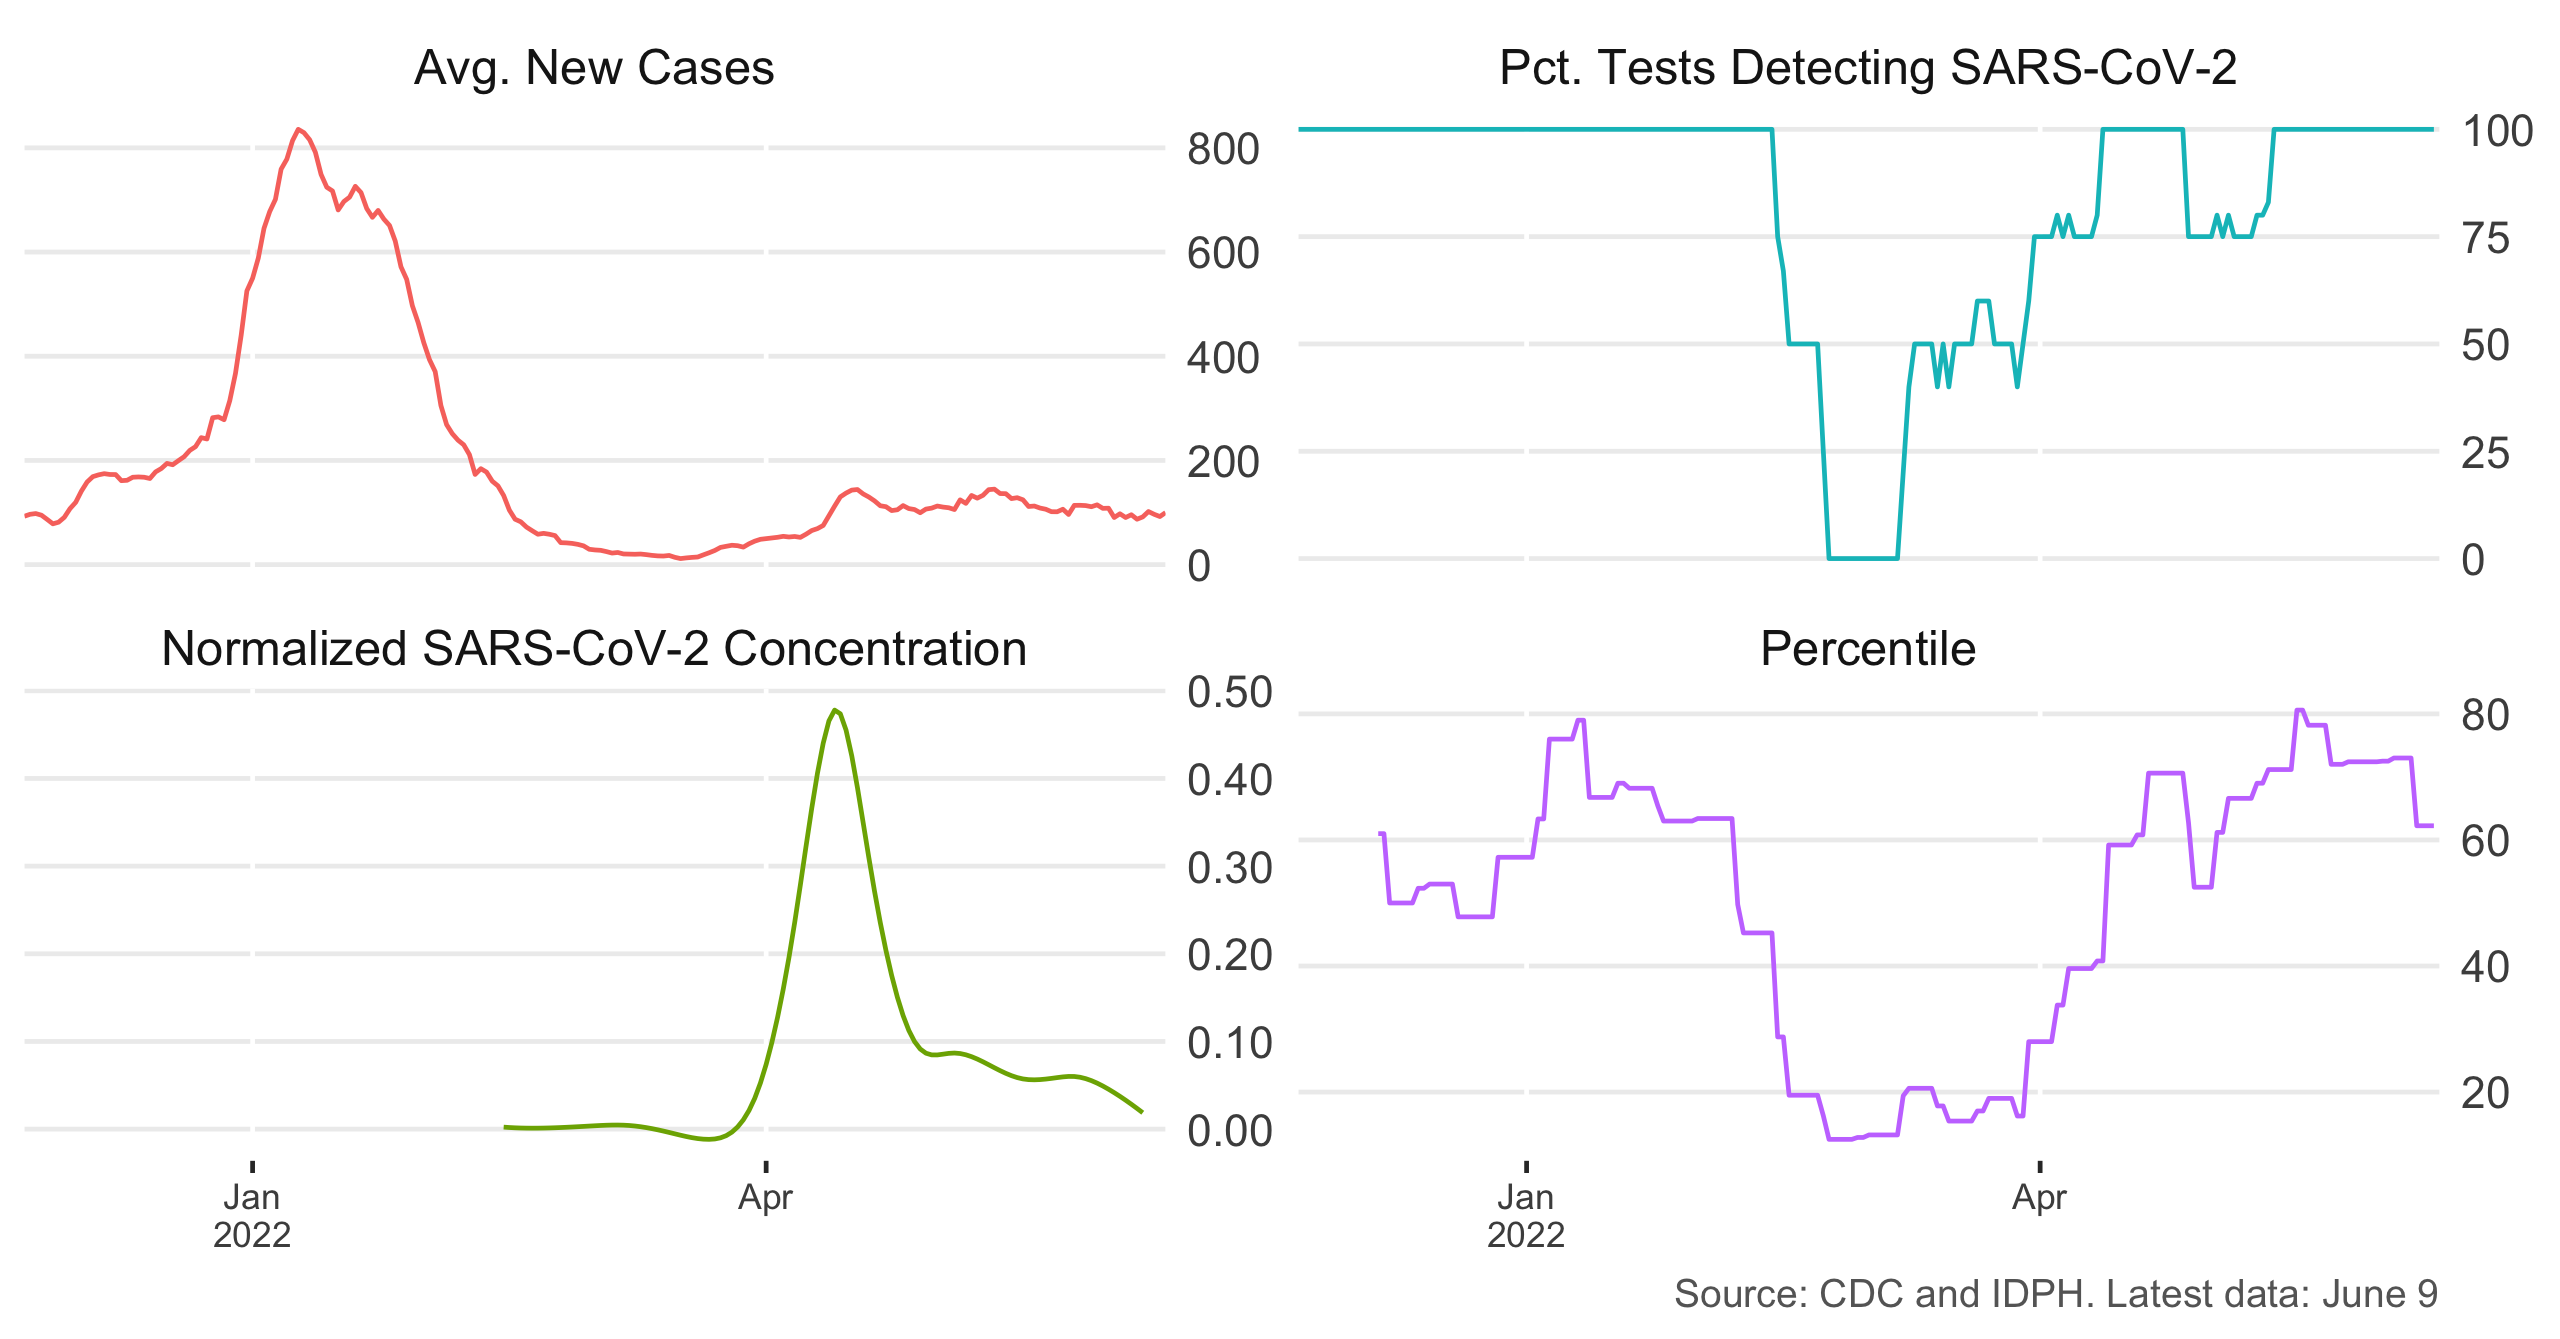 Avg. New Cases
800
600
400
200
0
Pct. Tests Detecting SARS-CoV-2
100
75
50
25
0
Normalized SARS-CoV-2 Concentration
0.50
0.40
0.30
0.20
0.10
0.00
Jan
2022
Apr
Percentile
80
60
40
20
Jan
2022
Apr
Source: CDC and IDPH. Latest data: June 9